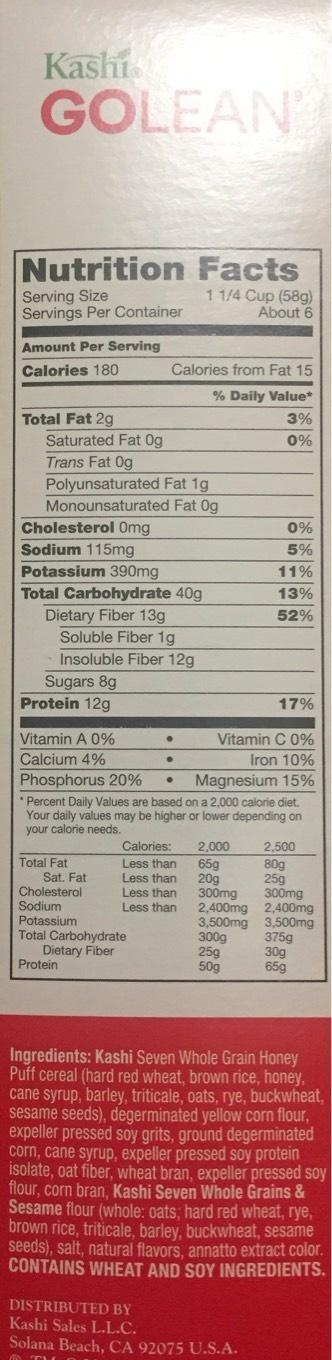 Kashi
GOLEAN
Nutrition Facts
Serving Size 1 1/4 Cup (58g)
Servings Per Container About 6
Amount Per Serving
Calories 180 Calories from Fat 15
% Daily Value*
Total Fat 2g 3%
Saturated Fat 0g 0%
Trans Fat 0g
Polyunsaturated Fat 1g
Monounsaturated Fat 0g
Cholesterol 0mg 0%
Sodium 115mg 5%
Potassium 390mg 11%
Total Carbohydrate 40g 13%
Dietary Fiber 13g 52%
Soluble Fiber 1g
Insoluble Fiber 12g
Sugars 8g
Protein 12g 17%
Vitamin A 0% • Vitamin C 0%
Calcium 4% • Iron 10%
Phosphorus 20% • Magnesium 15%
* Percent Daily Values are based on a 2,000 calorie diet.
Your daily values may be higher or lower depending on
your calorie needs.
Calories: 2,000 2,500
Total Fat Less than 65g 80g
Sat. Fat Less than 20g 25g
Cholesterol Less than 300mg 300mg
Sodium Less than 2,400mg 2,400mg
Potassium 3,500mg 3,500mg
Total Carbohydrate 300g 375g
Dietary Fiber 25g 30g
Protein 50g 65g
Ingredients: Kashi Seven Whole Grain Honey
Puff cereal (hard red wheat, brown rice, honey,
cane syrup, barley, triticale, oats, rye, buckwheat,
sesame seeds), degerminated yellow corn flour,
expeller pressed soy grits, ground degerminated
corn, cane syrup, expeller pressed soy protein
isolate, oat fiber, wheat bran, expeller pressed soy
flour, corn bran, Kashi Seven Whole Grains &
Sesame flour (whole: oats, hard red wheat, rye,
brown rice, triticale, barley, buckwheat, sesame
seeds), salt, natural flavors, annatto extract color.
CONTAINS WHEAT AND SOY INGREDIENTS.
DISTRIBUTED BY
Kashi Sales L.L.C.
Solana Beach, CA 92075 U.S.A.